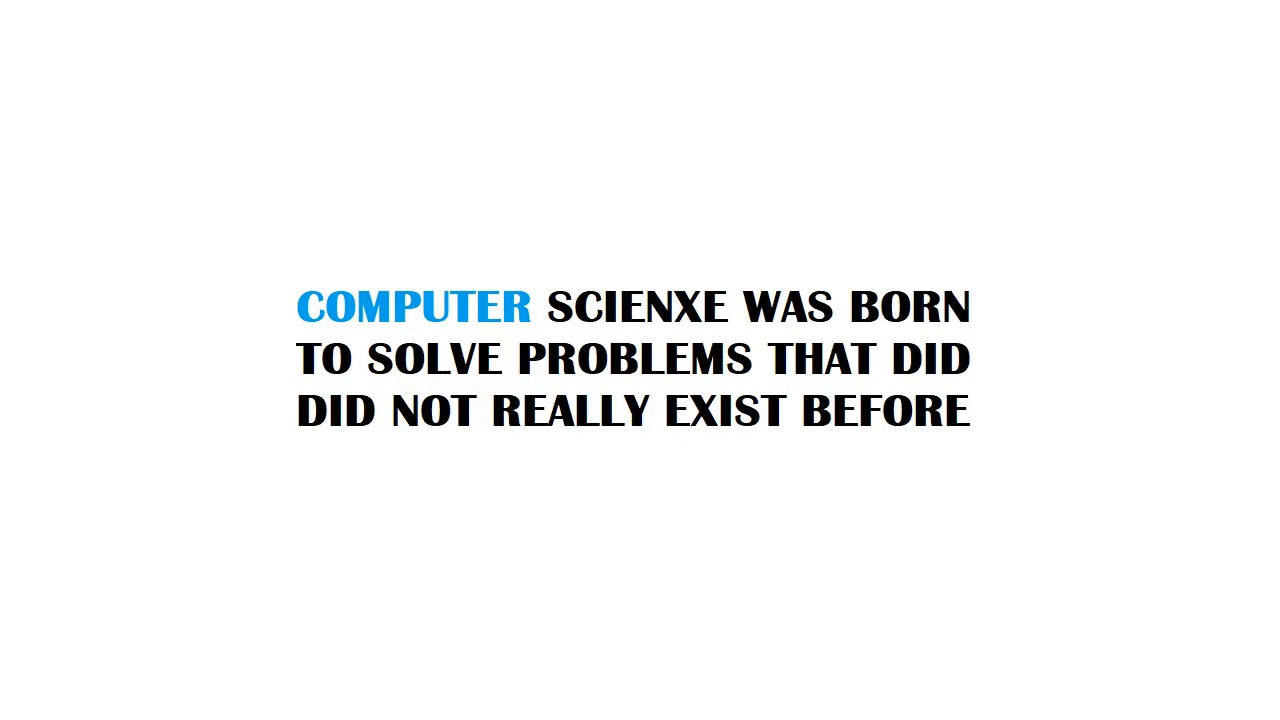 COMPUTER SCIENXE WAS BORN
TO SOLVE PROBLEMS THAT DID
DID NOT REALLY EXIST BEFORE